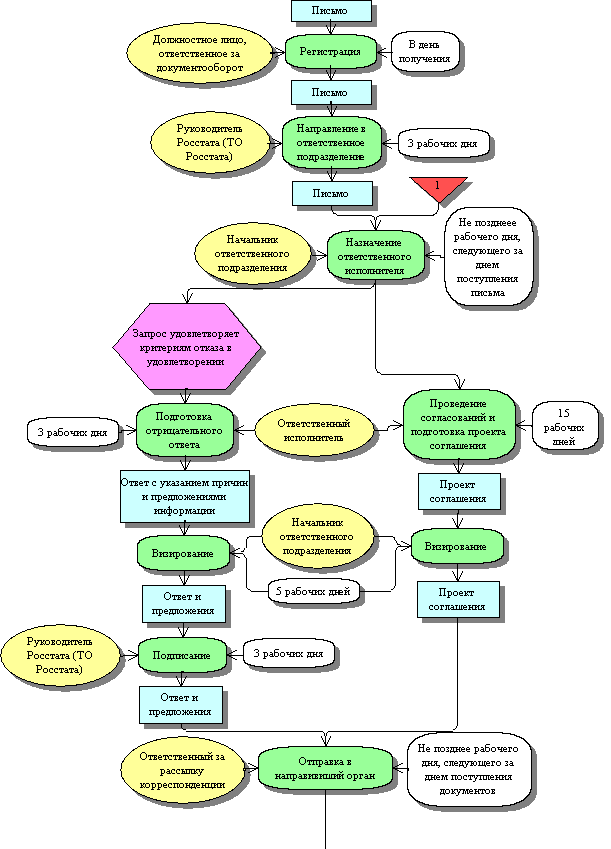 Письмо
Должностное лицо,
ответственное за
документооборот
Регистрация
В день
получения
Письмо
Руководитель
Росстата (ТО
Росстата)
Направление в
ответственное
подразделение
3 рабочих дня
Письмо
1
Начальник
ответственного
подразделения
Назначение
ответственного
исполнителя
Не позднеее
рабочего дня,
следующего за
днем
поступления
письма
Запрос удовлетворяет
критериям отказа в
удовлетворении
3 рабочих дня
Подготовка
отрицательного
ответа
Ответственный
исполнитель
Проведение
согласований и
подготовка проекта
соглашения
15
рабочих
дней
Ответ с указанием причин
и предложениями
информации
Проект
соглашения
Визирование
Начальник
ответственного
подразделения
Визирование
5 рабочих дней
Ответ и
предложения
Проект
соглашения
Руководитель
Росстата (ТО
Росстата)
Подписание
3 рабочих дня
Ответ и
предложения
Ответственный за
рассылку
корреспонденции
Отправка в
направивший орган
Не позднее рабочего
дня, следующего за
днем поступления
документов